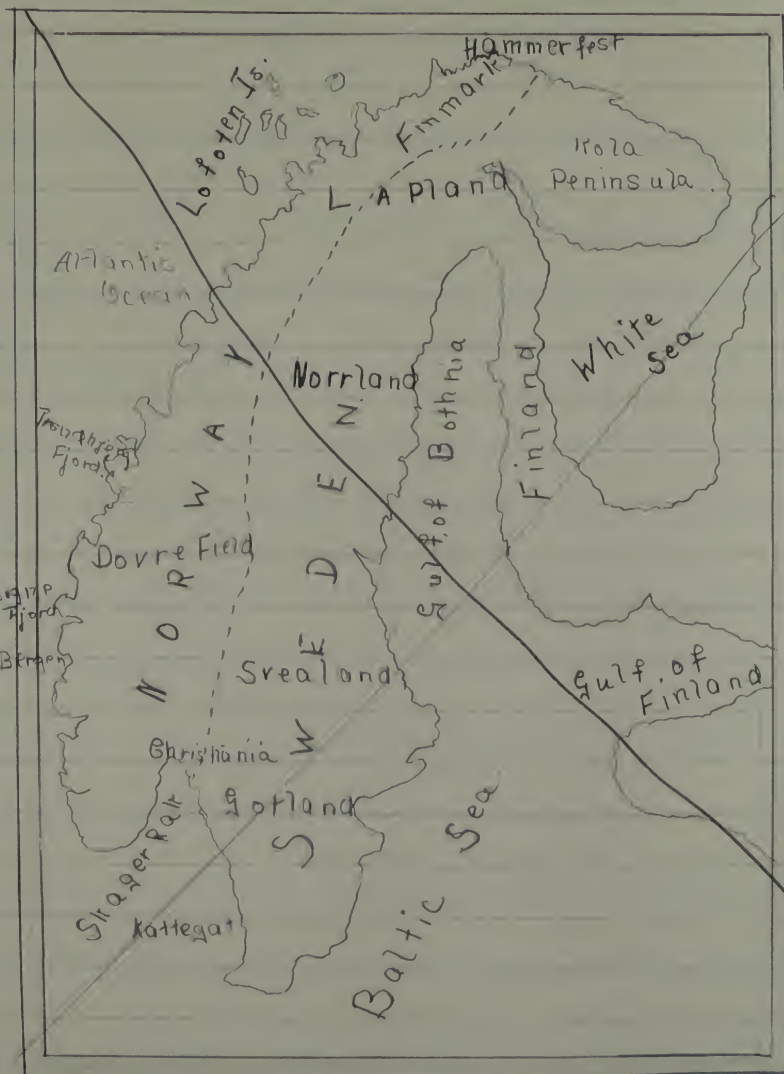 Hammerfest
Finmark
Lofoten Is.
Kola
Peninsula.
LAPland
Atlantic
Ocean
White
Sea
Norrland
NORWAY
SWEDEN
Gulf of Bothnia
Finland
Fjord
Dovre Field
Fjord
Bergen
Svealand
Gulf of
Finland
Christiania
Gotland
Skager Rak
Kattegat
Baltic Sea